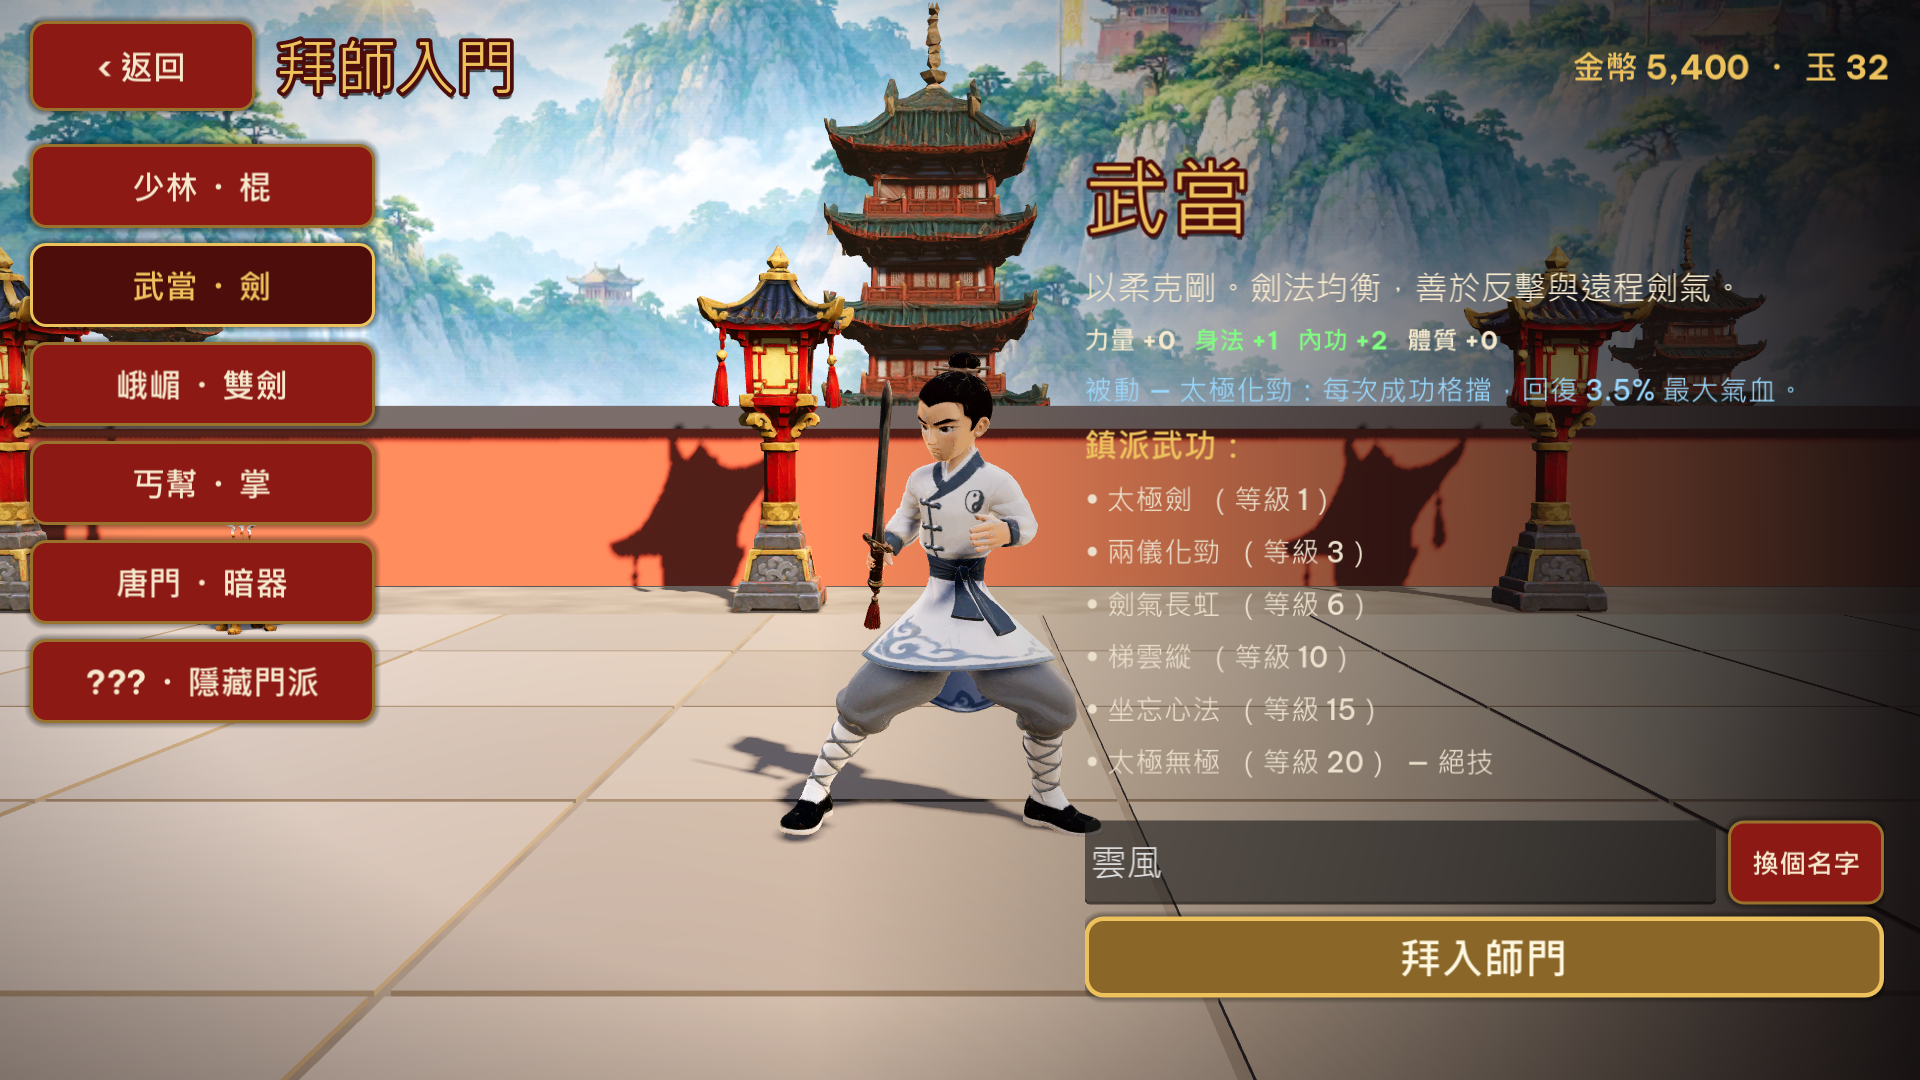 ‹ 返回
拜師入門
金幣 5,400 · 玉 32
少林 · 棍
武當 · 劍
峨嵋 · 雙劍
丐幫 · 掌
唐門 · 暗器
??? · 隱藏門派
武當
以柔克剛。劍法均衡，善於反擊與遠程劍氣。
力量 +0 身法 +1 內功 +2 體質 +0
被動 — 太極化勁：每次成功格擋，回復 3.5% 最大氣血。
鎮派武功：
• 太極劍 （等級 1）
• 兩儀化勁 （等級 3）
• 劍氣長虹 （等級 6）
• 梯雲縱 （等級 10）
• 坐忘心法 （等級 15）
• 太極無極 （等級 20） — 絕技
雲風
換個名字
拜入師門